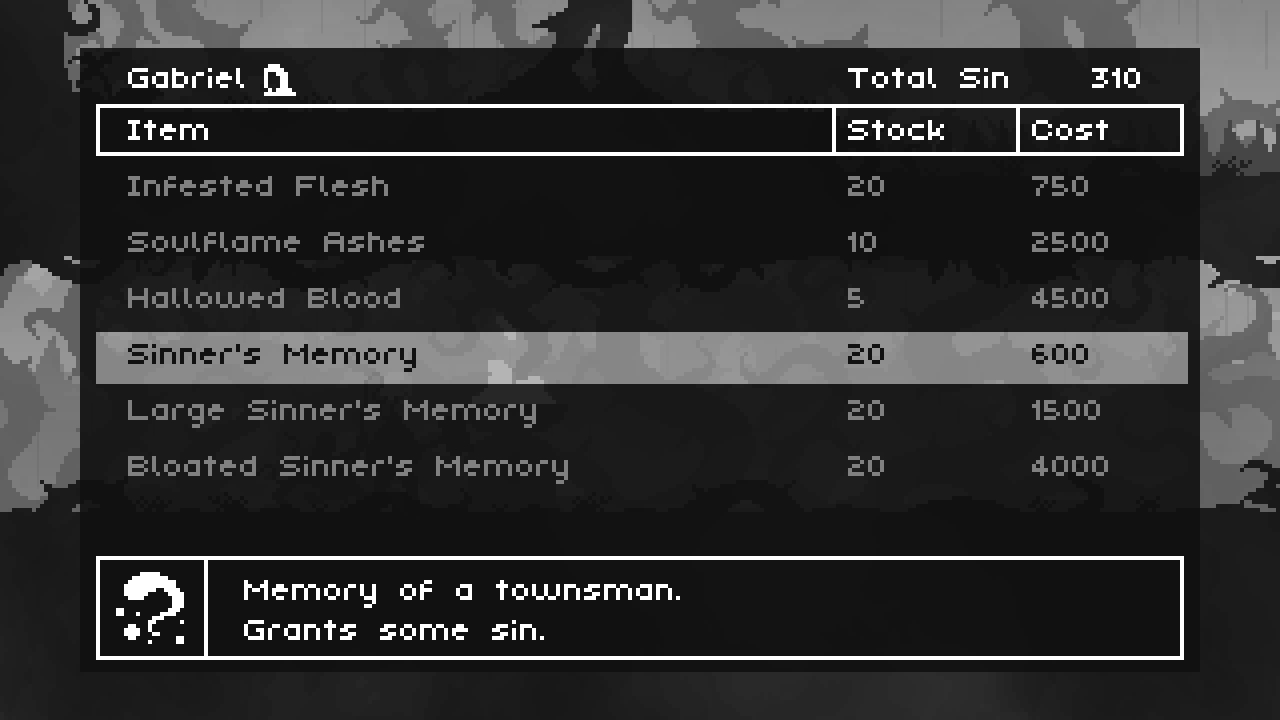 Gabriel Total Sin 310
Item Stock Cost
Infested Flesh 20 750
Soulflame Ashes 10 2500
Hallowed Blood 5 4500
Sinner's Memory 20 600
Large Sinner's Memory 20 1500
Bloated Sinner's Memory 20 4000
Memory of a townsman.
Grants some sin.